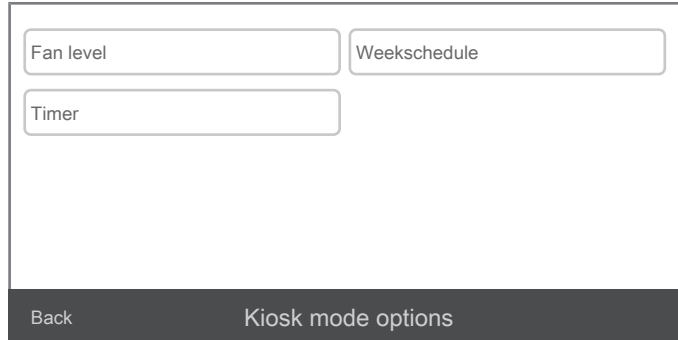 Fan level
Weekschedule
Timer
Back
Kiosk mode options